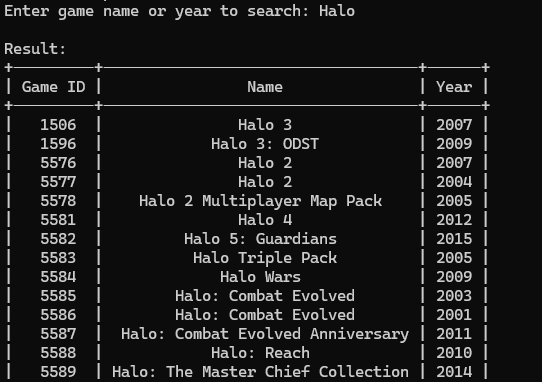 Enter game name or year to search: Halo
Result:
| Game ID | Name | Year |
| 1506 | Halo 3 | 2007 |
| 1596 | Halo 3: ODST | 2009 |
| 5576 | Halo 2 | 2007 |
| 5577 | Halo 2 | 2004 |
| 5578 | Halo 2 Multiplayer Map Pack | 2005 |
| 5581 | Halo 4 | 2012 |
| 5582 | Halo 5: Guardians | 2015 |
| 5583 | Halo Triple Pack | 2005 |
| 5584 | Halo Wars | 2009 |
| 5585 | Halo: Combat Evolved | 2003 |
| 5586 | Halo: Combat Evolved | 2001 |
| 5587 | Halo: Combat Evolved Anniversary | 2011 |
| 5588 | Halo: Reach | 2010 |
| 5589 | Halo: The Master Chief Collection | 2014 |